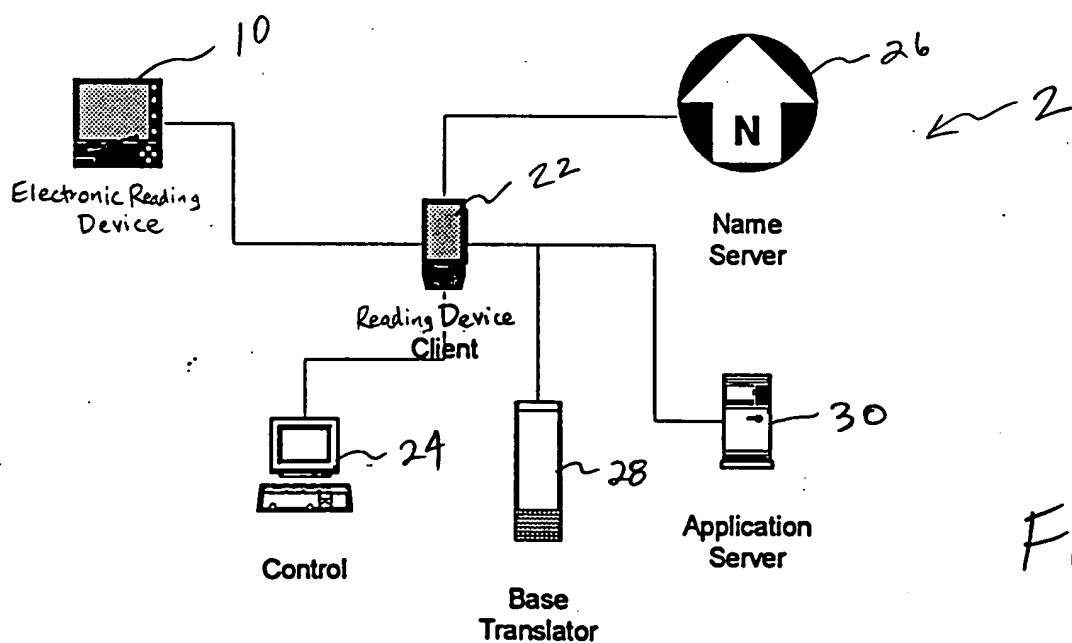 10
26
2
N
Electronic Reading
Device
22
Name
Server
Reading Device
Client
24
28
30
Control
Application
Server
Base
Translator